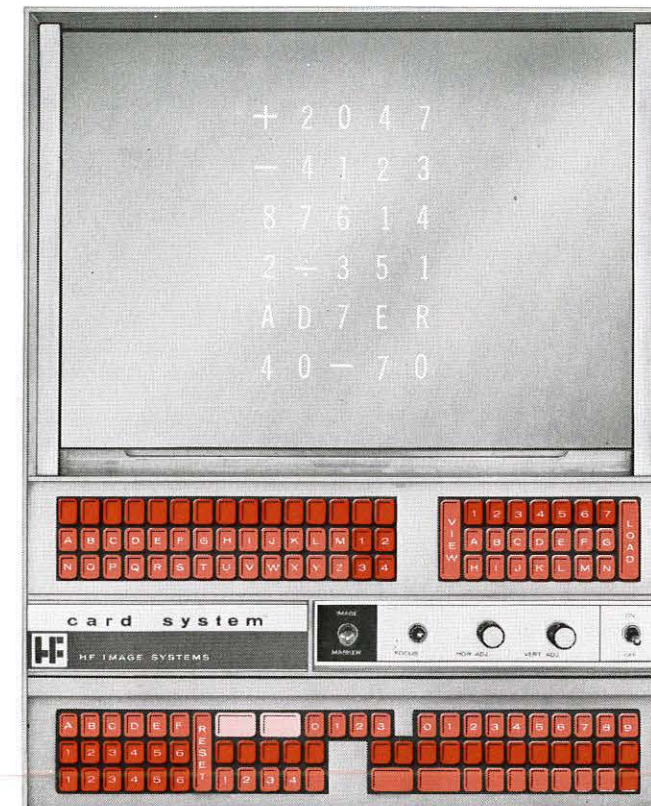 + 2 0 4 7
− 4 1 2 3
8 7 6 1 4
2 ÷ 3 5 1
A D 7 E R
4 0 − 7 0
A B C D E F G H I J K L M 1 2
N O P Q R S T U V W X Y Z 3 4
VIEW
1 2 3 4 5 6 7
A B C D E F G
H I J K L M N
LOAD
card system
HF
HF IMAGE SYSTEMS
IMAGE
MARKER
FOCUS
HOR ADJ
VERT ADJ
ON
OFF
A B C D E F
1 2 3 4 5 6
1 2 3 4 5 6
RESET
0 1 2 3
1 2 3 4
0 1 2 3 4 5 6 7 8 9